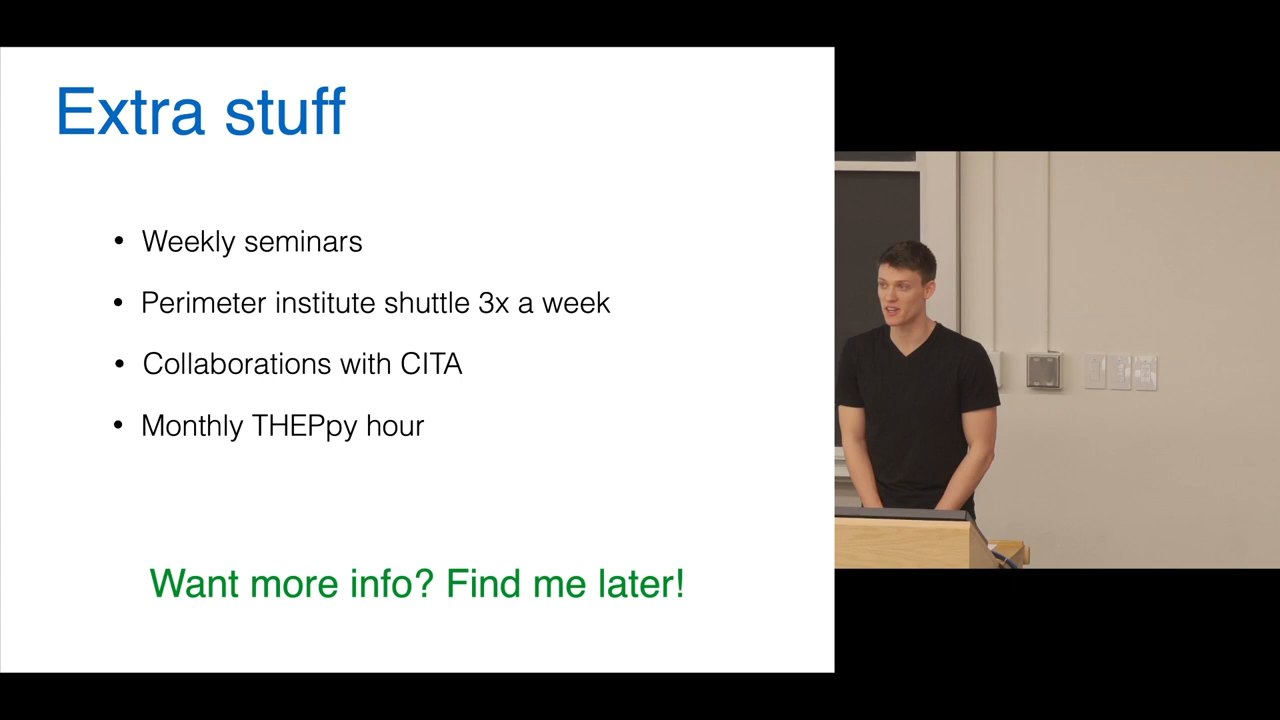 Extra stuff
• Weekly seminars
• Perimeter institute shuttle 3x a week
• Collaborations with CITA
• Monthly THEPpy hour
Want more info? Find me later!